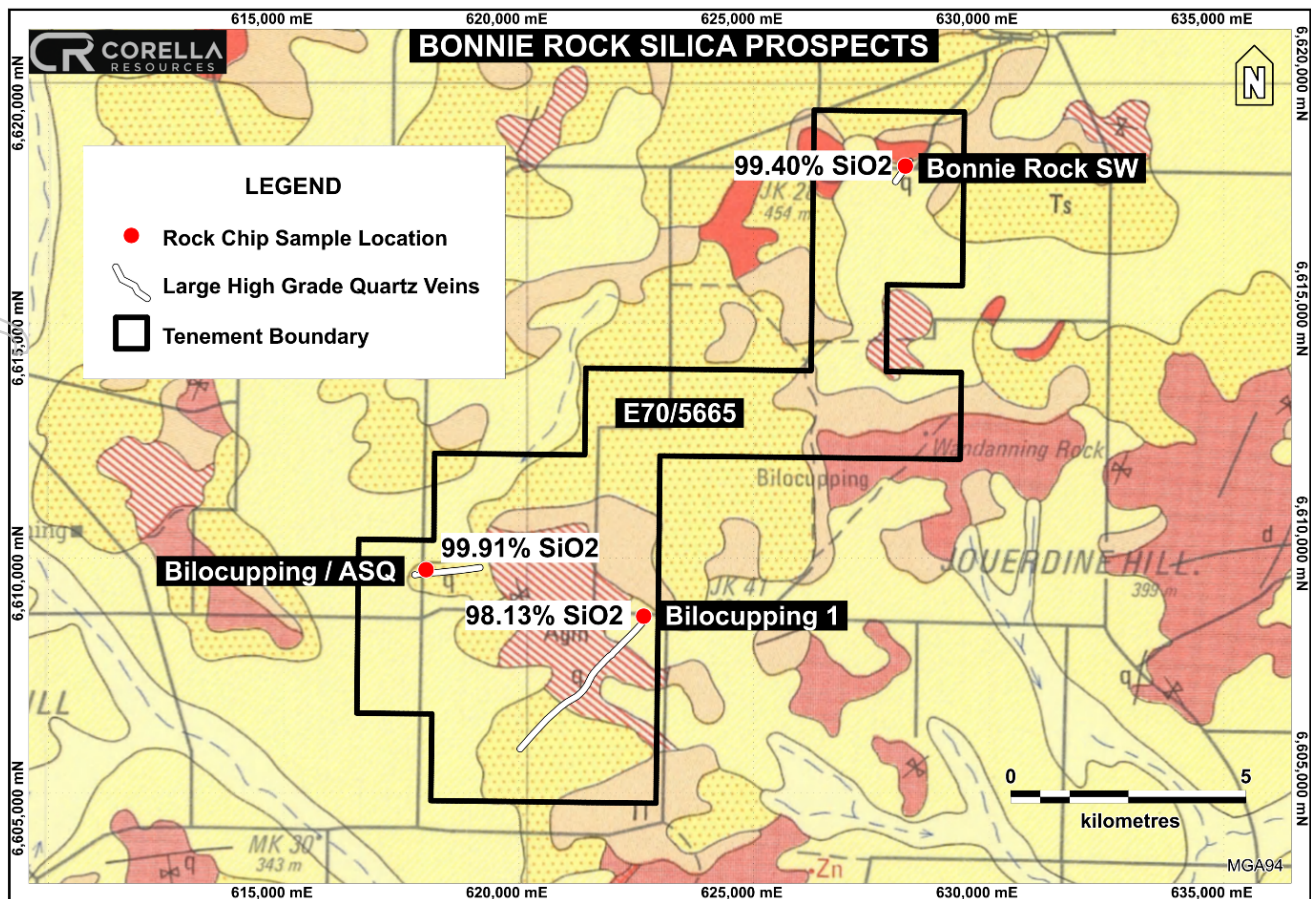 615,000 mE 620,000 mE 625,000 mE 630,000 mE 635,000 mE
CR CORELLA
RESOURCES
BONNIE ROCK SILICA PROSPECTS
N
6,620,000 mN
6,620,000 mN
LEGEND
Rock Chip Sample Location
Large High Grade Quartz Veins
Tenement Boundary
99.40% SiO2
Bonnie Rock SW
q
454 m
Ts
6,615,000 mN
6,615,000 mN
E70/5665
Wandanning Rock
Bilocupping
6,610,000 mN
6,610,000 mN
99.91% SiO2
Bilocupping / ASQ
q
JK 41
JOUERDINE HILL.
399 m
d
98.13% SiO2
Bilocupping 1
q
q
ILL
0 5
kilometres
6,605,000 mN
6,605,000 mN
MK 30
343 m
q
Zn
MGA94
615,000 mE 620,000 mE 625,000 mE 630,000 mE 635,000 mE